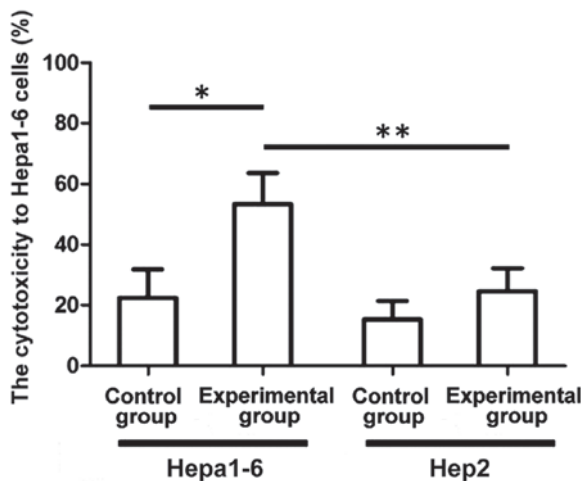 The cytotoxicity to Hepa1-6 cells (%)
100
80
60
40
20
0
*
**
Control group
Experimental group
Control group
Experimental group
Hepa1-6
Hep2